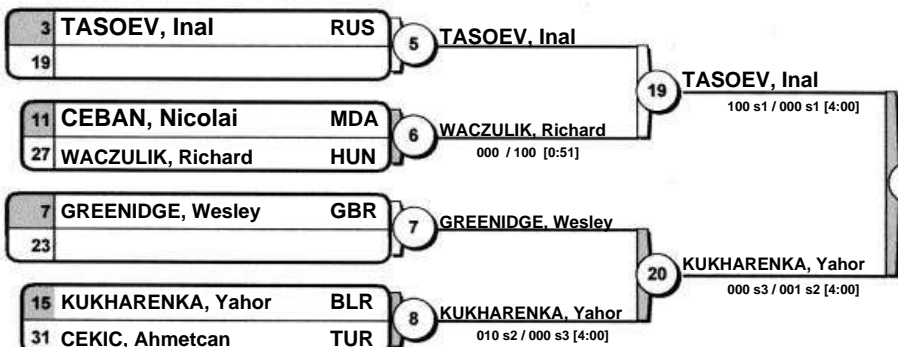 3 TASOEV, Inal RUS
19
5
TASOEV, Inal
11 CEBAN, Nicolai MDA
27 WACZULIK, Richard HUN
6
WACZULIK, Richard
000 / 100 [0:51]
19
TASOEV, Inal
100 s1 / 000 s1 [4:00]
7 GREENIDGE, Wesley GBR
23
7
GREENIDGE, Wesley
15 KUKHARENKA, Yahor BLR
31 CEKIC, Ahmetcan TUR
8
KUKHARENKA, Yahor
010 s2 / 000 s3 [4:00]
20
KUKHARENKA, Yahor
000 s3 / 001 s2 [4:00]